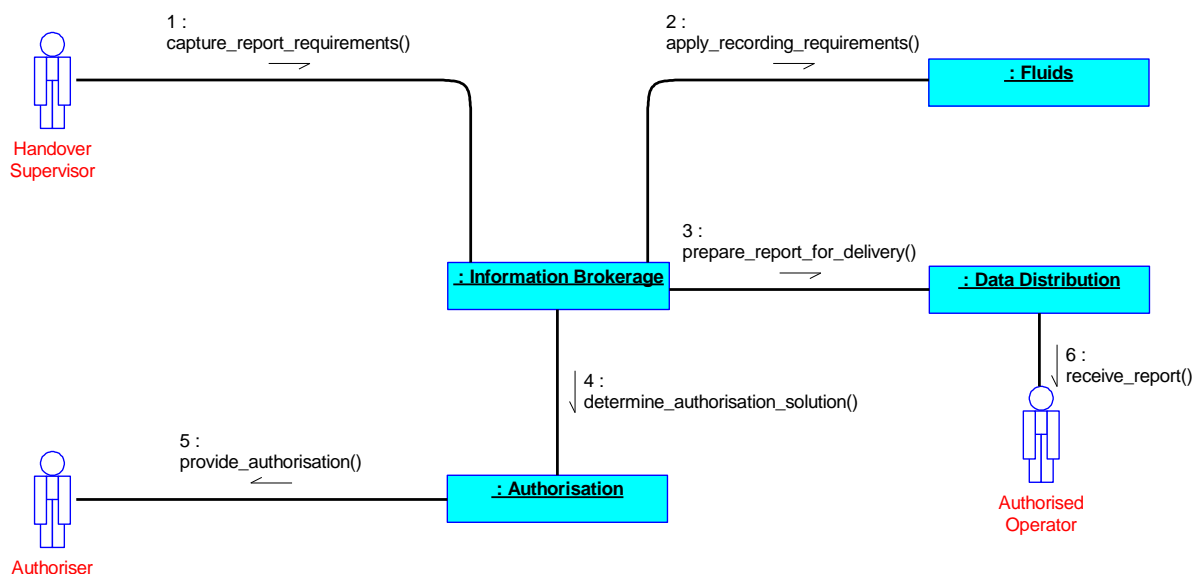 1 :
capture_report_requirements()
2 :
apply_recording_requirements()
: Fluids
Handover
Supervisor
3 :
prepare_report_for_delivery()
: Information Brokerage
: Data Distribution
4 :
determine_authorisation_solution()
6 :
receive_report()
5 :
provide_authorisation()
: Authorisation
Authorised
Operator
Authoriser